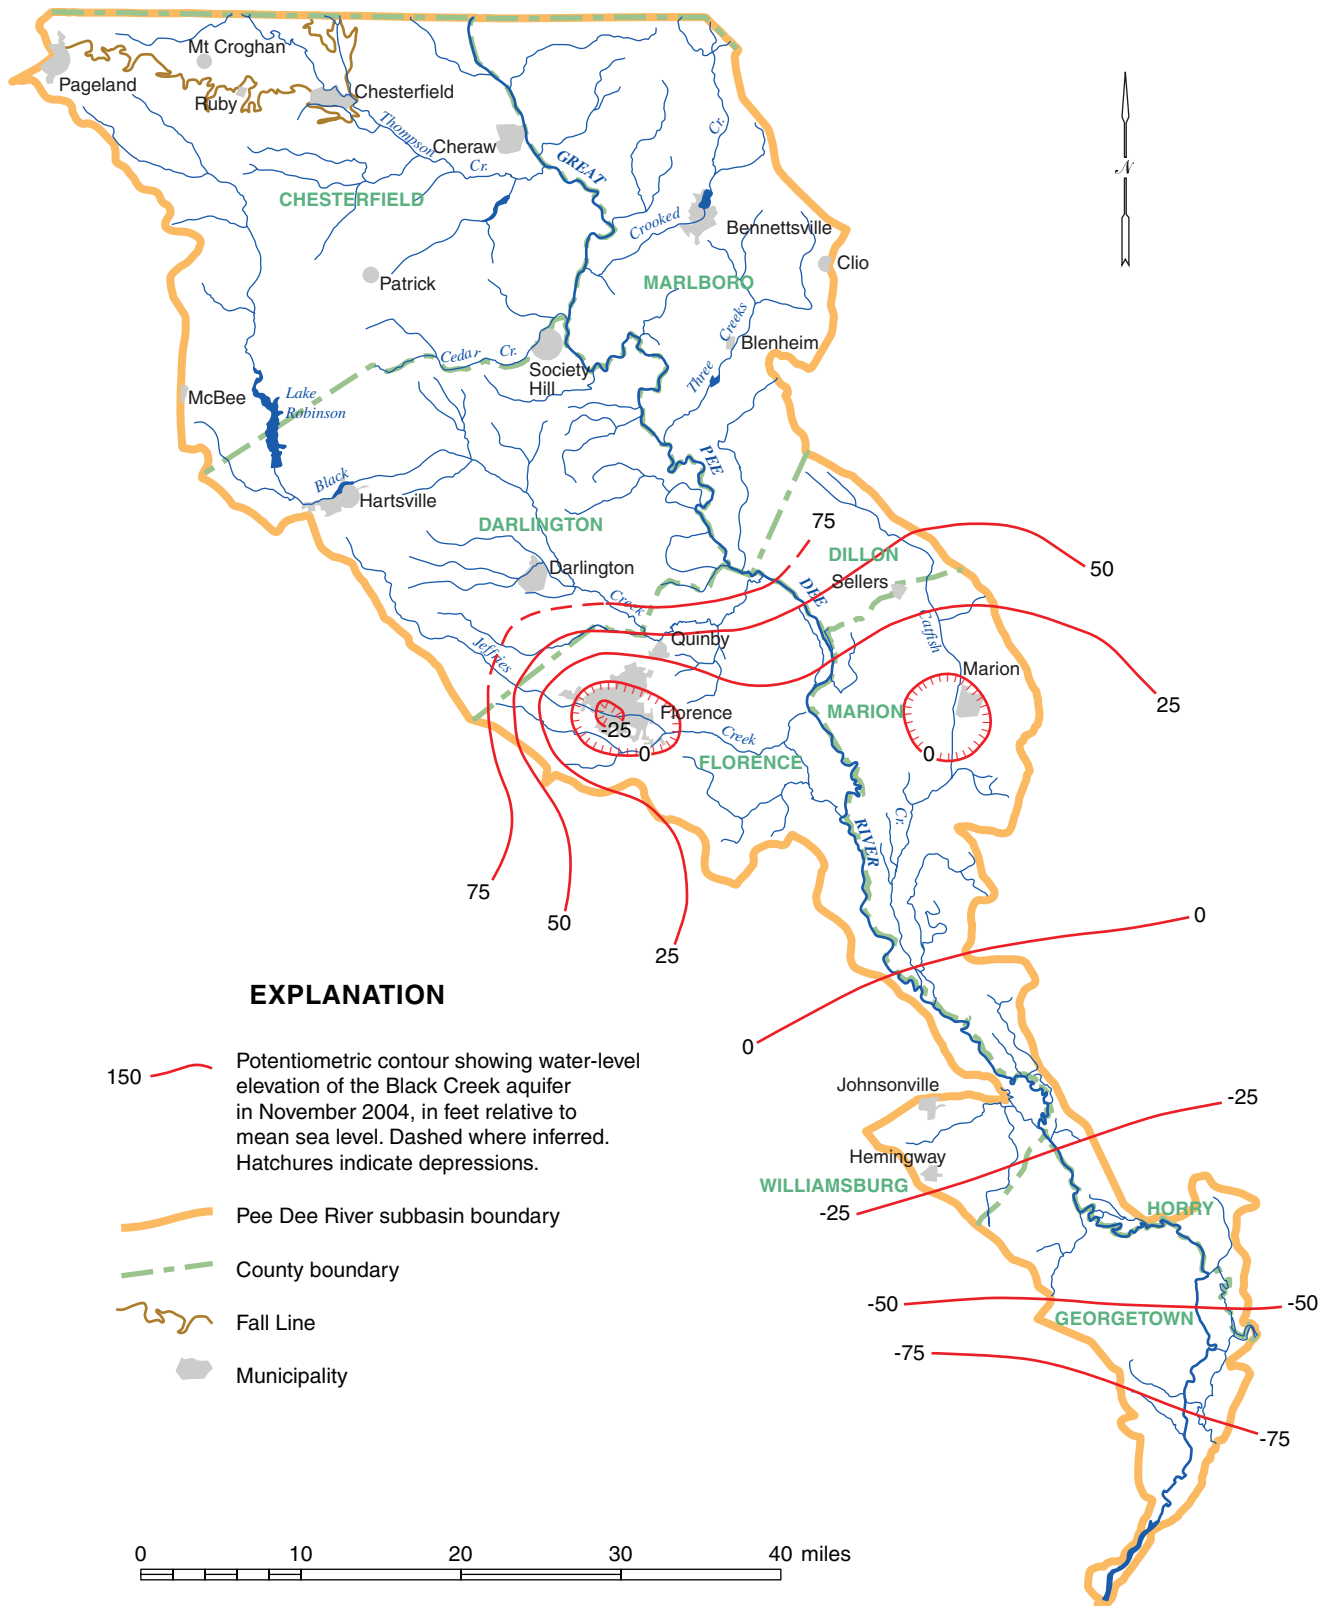 Mt Croghan
Pageland
Ruby
Chesterfield
Thompson
Cr.
Cheraw
GREAT
Cr.
CHESTERFIELD
Crooked
Bennettsville
N
Clio
Patrick
MARLBORO
Creeks
Blenheim
Three
Cedar Cr.
Society
Hill
McBee
Lake
Robinson
PEE
Black
Hartsville
DARLINGTON
75
DILLON
50
Darlington
Sellers
DEE
Creek
Catfish
Quinby
Jeffries
Marion
25
Florence
MARION
-25
Creek
0
0
FLORENCE
RIVER
Cr.
75
50
25
0
0
EXPLANATION
150
Potentiometric contour showing water-level
elevation of the Black Creek aquifer
in November 2004, in feet relative to
mean sea level. Dashed where inferred.
Hatchures indicate depressions.
Pee Dee River subbasin boundary
County boundary
Fall Line
Municipality
Johnsonville
-25
Hemingway
WILLIAMSBURG
-25
HORRY
-50
-50
GEORGETOWN
-75
-75
0 10 20 30 40 miles